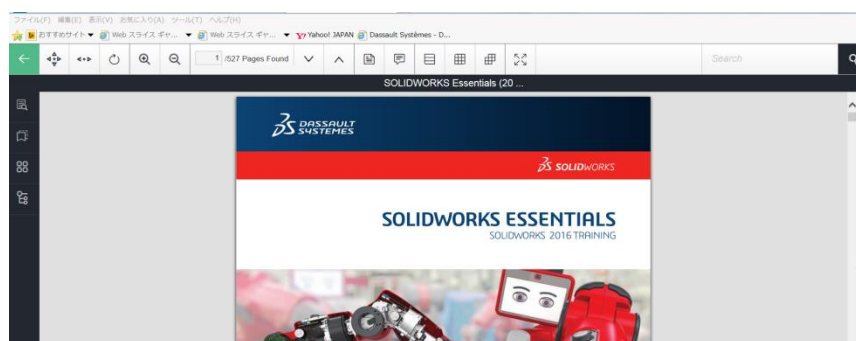 ファイル(F) 編集(E) 表示(V) お気に入り(A) ツール(T) ヘルプ(H)
おすすめサイト Web スライス ギャ... Web スライス ギャ... Yahoo! JAPAN Dassault Systèmes - D...
1 /527 Pages Found Search
SOLIDWORKS Essentials (20 ...
DASSAULT
SYSTEMES
SOLIDWORKS
SOLIDWORKS ESSENTIALS
SOLIDWORKS 2016 TRAINING